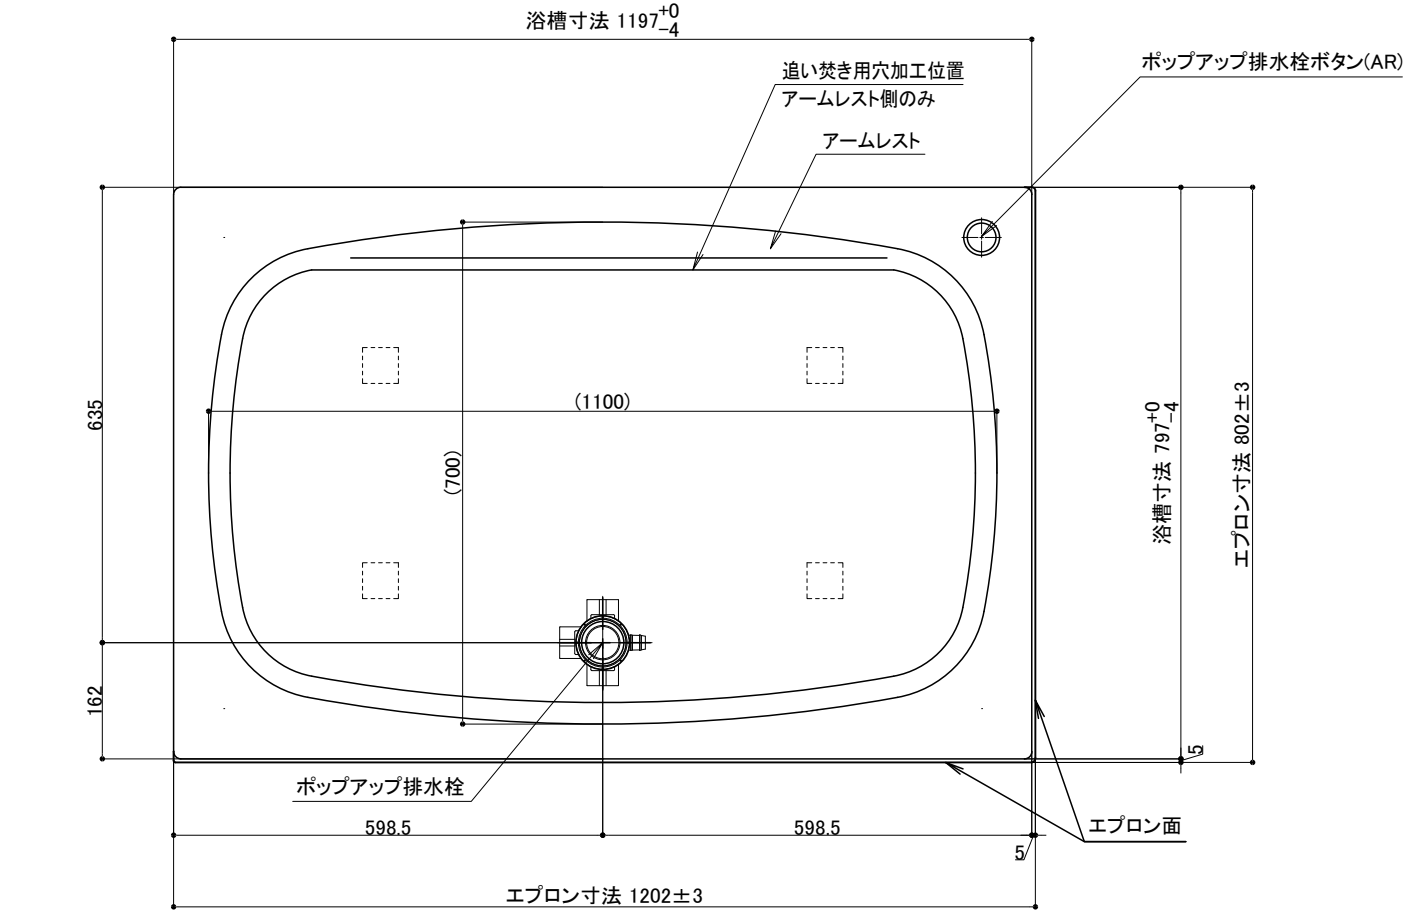 浴槽寸法 1197+0 -4
追い焚き用穴加工位置
アームレスト側のみ
ポップアップ排水栓ボタン(AR)
アームレスト
(1100)
635
(700)
浴槽寸法 797+0 -4
エプロン寸法 802±3
162
5
ポップアップ排水栓
598.5
598.5
エプロン面
5
エプロン寸法 1202±3